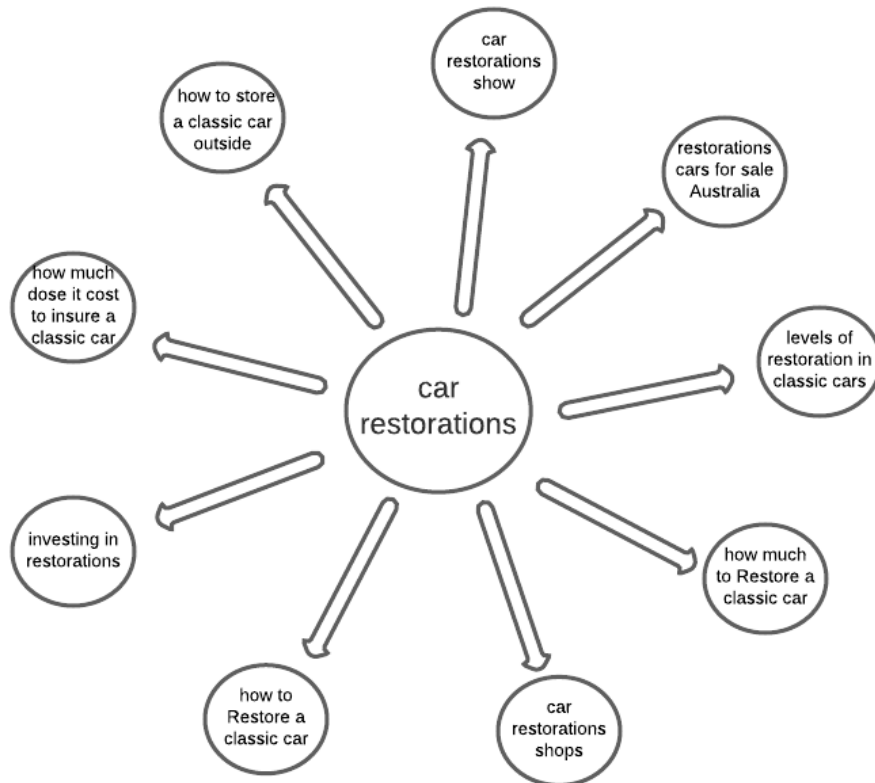 car
restorations
show
how to store
a classic car
outside
restorations
cars for sale
Australia
how much
dose it cost
to insure a
classic car
levels of
restoration in
classic cars
car
restorations
investing in
restorations
how much
to Restore a
classic car
how to
Restore a
classic car
car
restorations
shops